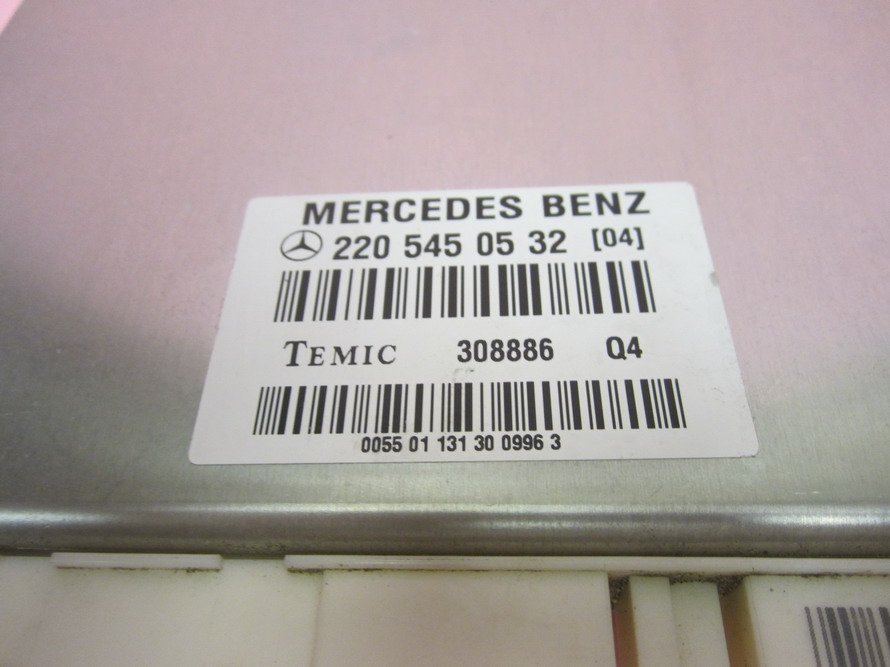 MERCEDES BENZ
220 545 05 32 [04]
TEMIC 308886 Q4
0055 01 131 30 0996 3